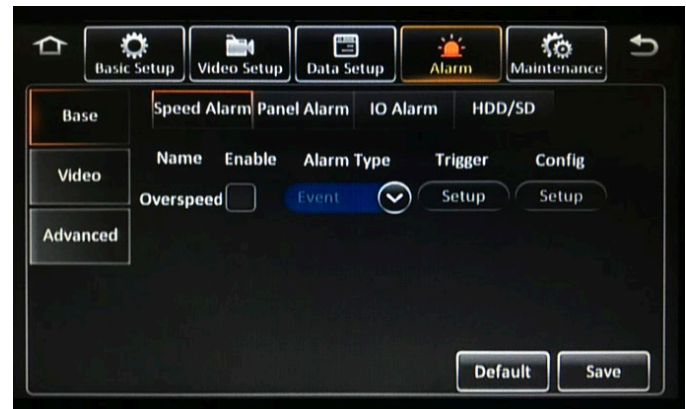 Basic Setup Video Setup Data Setup Alarm Maintenance
Base Speed Alarm Panel Alarm IO Alarm HDD/SD
Name Enable Alarm Type Trigger Config
Video
Overspeed Event Setup Setup
Advanced
Default Save